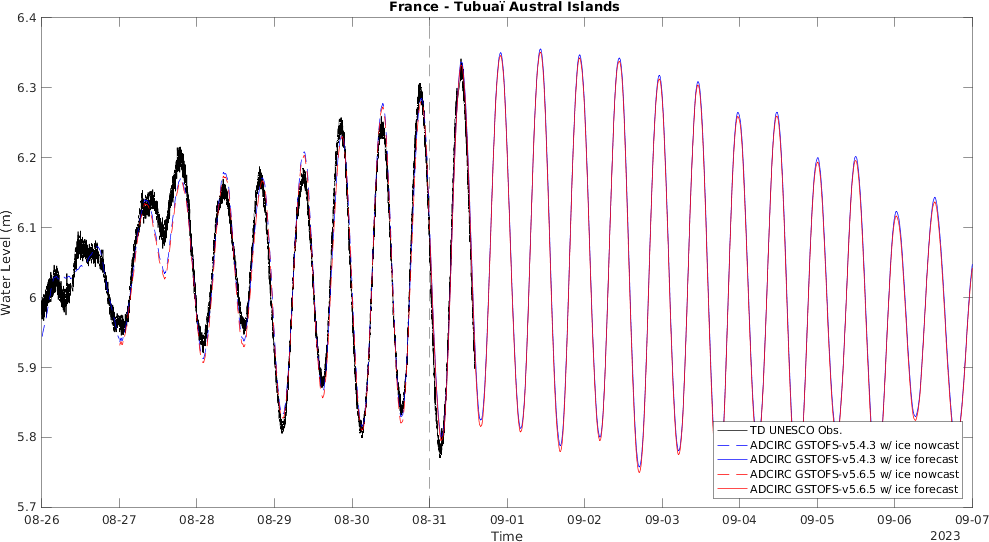 France - Tubuaï Austral Islands
6.4
6.3
6.2
6.1
6
5.9
5.8
5.7
Water Level (m)
08-26 08-27 08-28 08-29 08-30 08-31 09-01 09-02 09-03 09-04 09-05 09-06 09-07
Time
2023
TD UNESCO Obs.
ADCIRC GSTOFS-v5.4.3 w/ ice nowcast
ADCIRC GSTOFS-v5.4.3 w/ ice forecast
ADCIRC GSTOFS-v5.6.5 w/ ice nowcast
ADCIRC GSTOFS-v5.6.5 w/ ice forecast